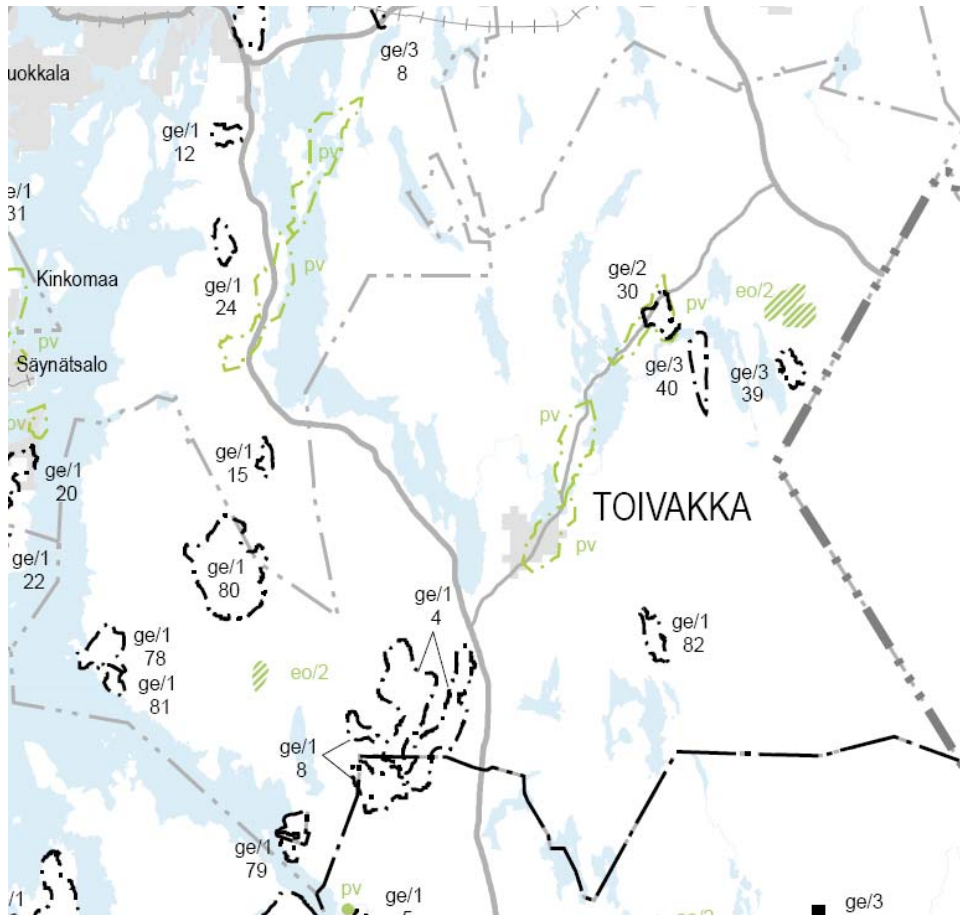 ge/3
8
uokkala
ge/1
12
pv
e/1
31
pv
Kinkomaa
ge/1
24
ge/2
30
pv
eo/2
pv
Säynätsalo
ge/3
40
ge/3
39
pv
pv
ge/1
20
ge/1
15
TOIVAKKA
pv
ge/1
22
ge/1
80
ge/1
4
ge/1
82
ge/1
78
ge/1
81
eo/2
ge/1
8
ge/1
79
pv
/1
ge/1
ge/3